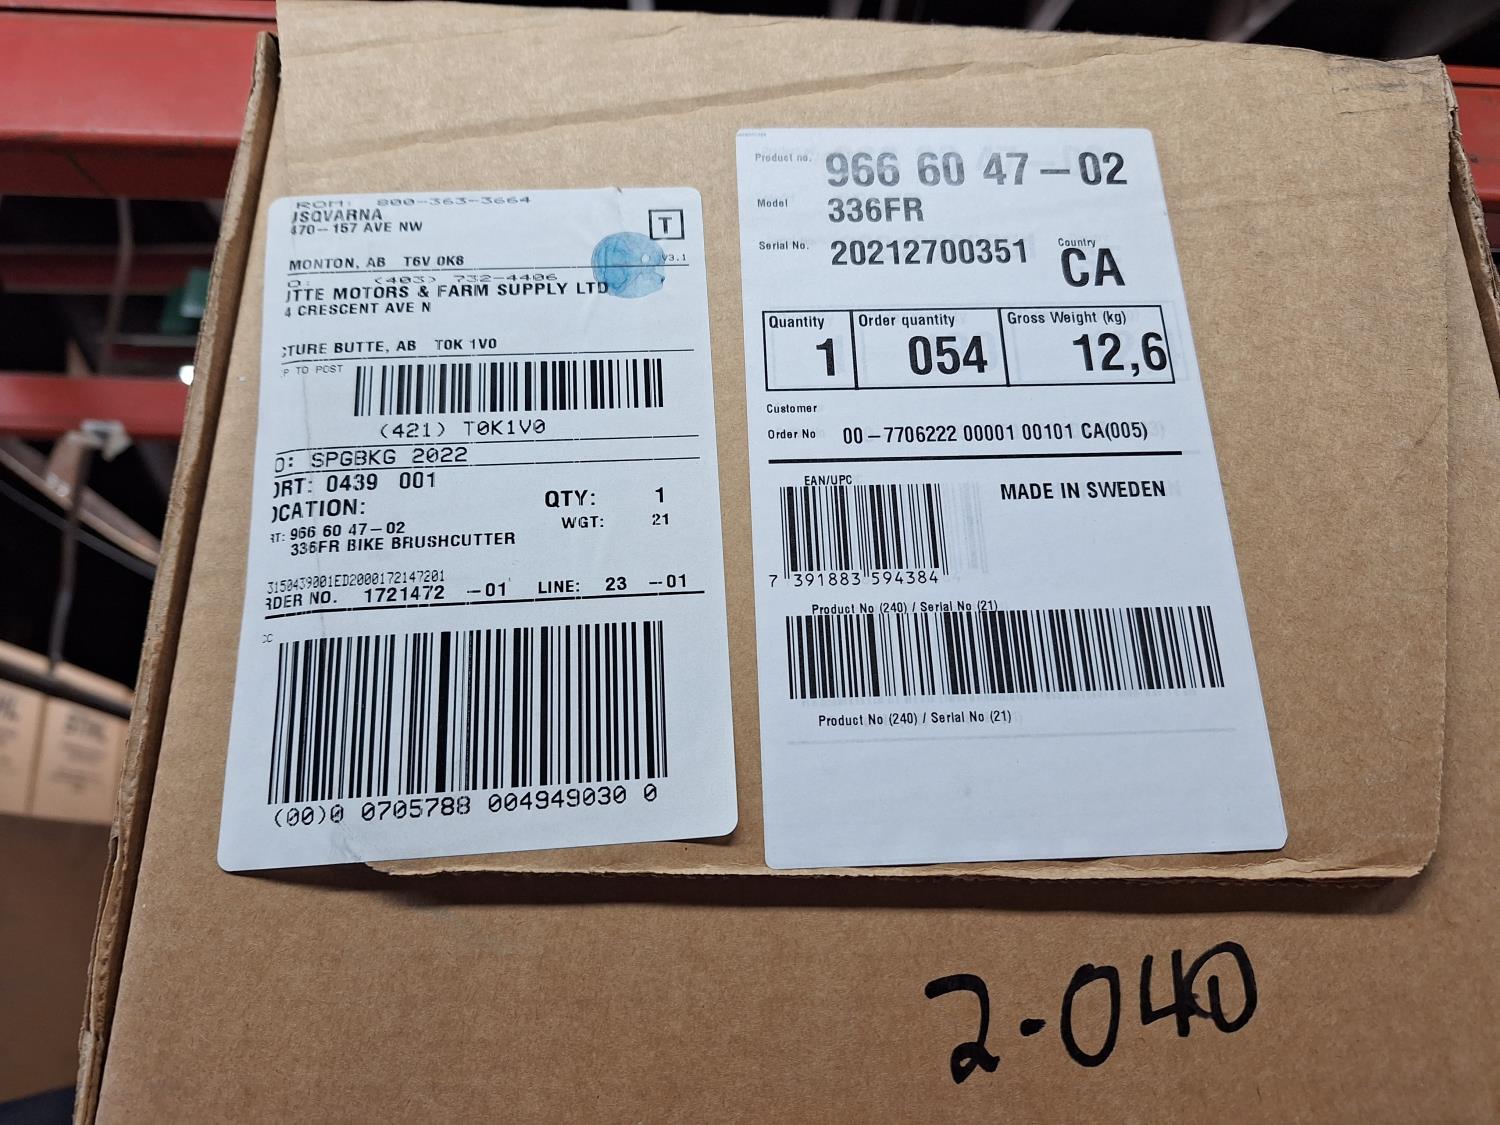 ROM: 800-363-3664
JSQVARNA
470-157 AVE NW
T
V3.1
MONTON, AB T6V 0K8
O: (403) 732-4406
JTTE MOTORS & FARM SUPPLY LTD
4 CRESCENT AVE N
CTURE BUTTE, AB T0K 1V0
P TO POST
(421) T0K1V0
O: SPGBKG 2022
ORT: 0439 001
OCATION:
QTY: 1
RT: 966 60 47-02
WGT: 21
336FR BIKE BRUSHCUTTER
3150439001ED2000172147201
RDER NO. 1721472 -01 LINE: 23 -01
CC
(00)0 0705788 004949030 0
Product no. 966 60 47-02
Model 336FR
Serial No. 20212700351
Country CA
Quantity Order quantity Gross Weight (kg)
1 054 12,6
Customer
Order No 00-7706222 00001 00101 CA(005)
EAN/UPC
MADE IN SWEDEN
7 391883 594384
Product No (240) / Serial No (21)
Product No (240) / Serial No (21)
2-040